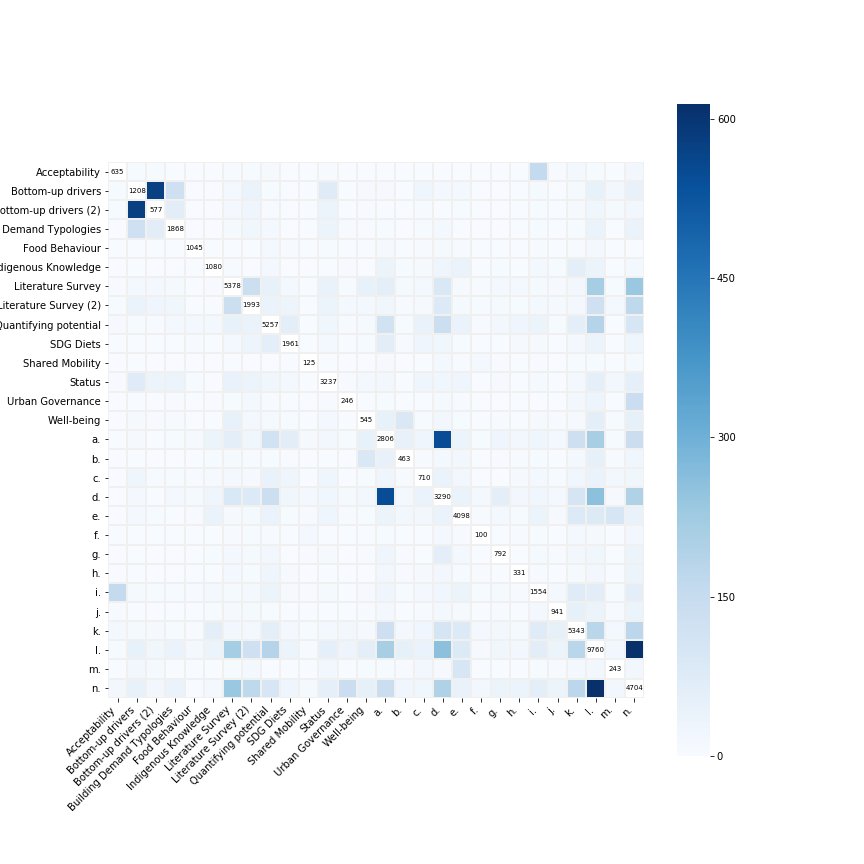 Acceptability
Bottom-up drivers
ottom-up drivers (2)
Demand Typologies
Food Behaviour
digenous Knowledge
Literature Survey
Literature Survey (2)
Quantifying potential
SDG Diets
Shared Mobility
Status
Urban Governance
Well-being
a.
b.
c.
d.
e.
f.
g.
h.
i.
j.
k.
l.
m.
n.
635
1208
577
1868
1045
1080
5378
1993
5257
1961
125
3237
246
545
2806
463
710
3290
4098
100
792
331
1554
941
5343
9760
243
4704
Acceptability
Bottom-up drivers
Bottom-up drivers (2)
Building Demand Typologies
Food Behaviour
Indigenous Knowledge
Literature Survey
Literature Survey (2)
Quantifying potential
SDG Diets
Shared Mobility
Status
Urban Governance
Well-being
a.
b.
c.
d.
e.
f.
g.
h.
i.
j.
k.
l.
m.
n.
600
450
300
150
0